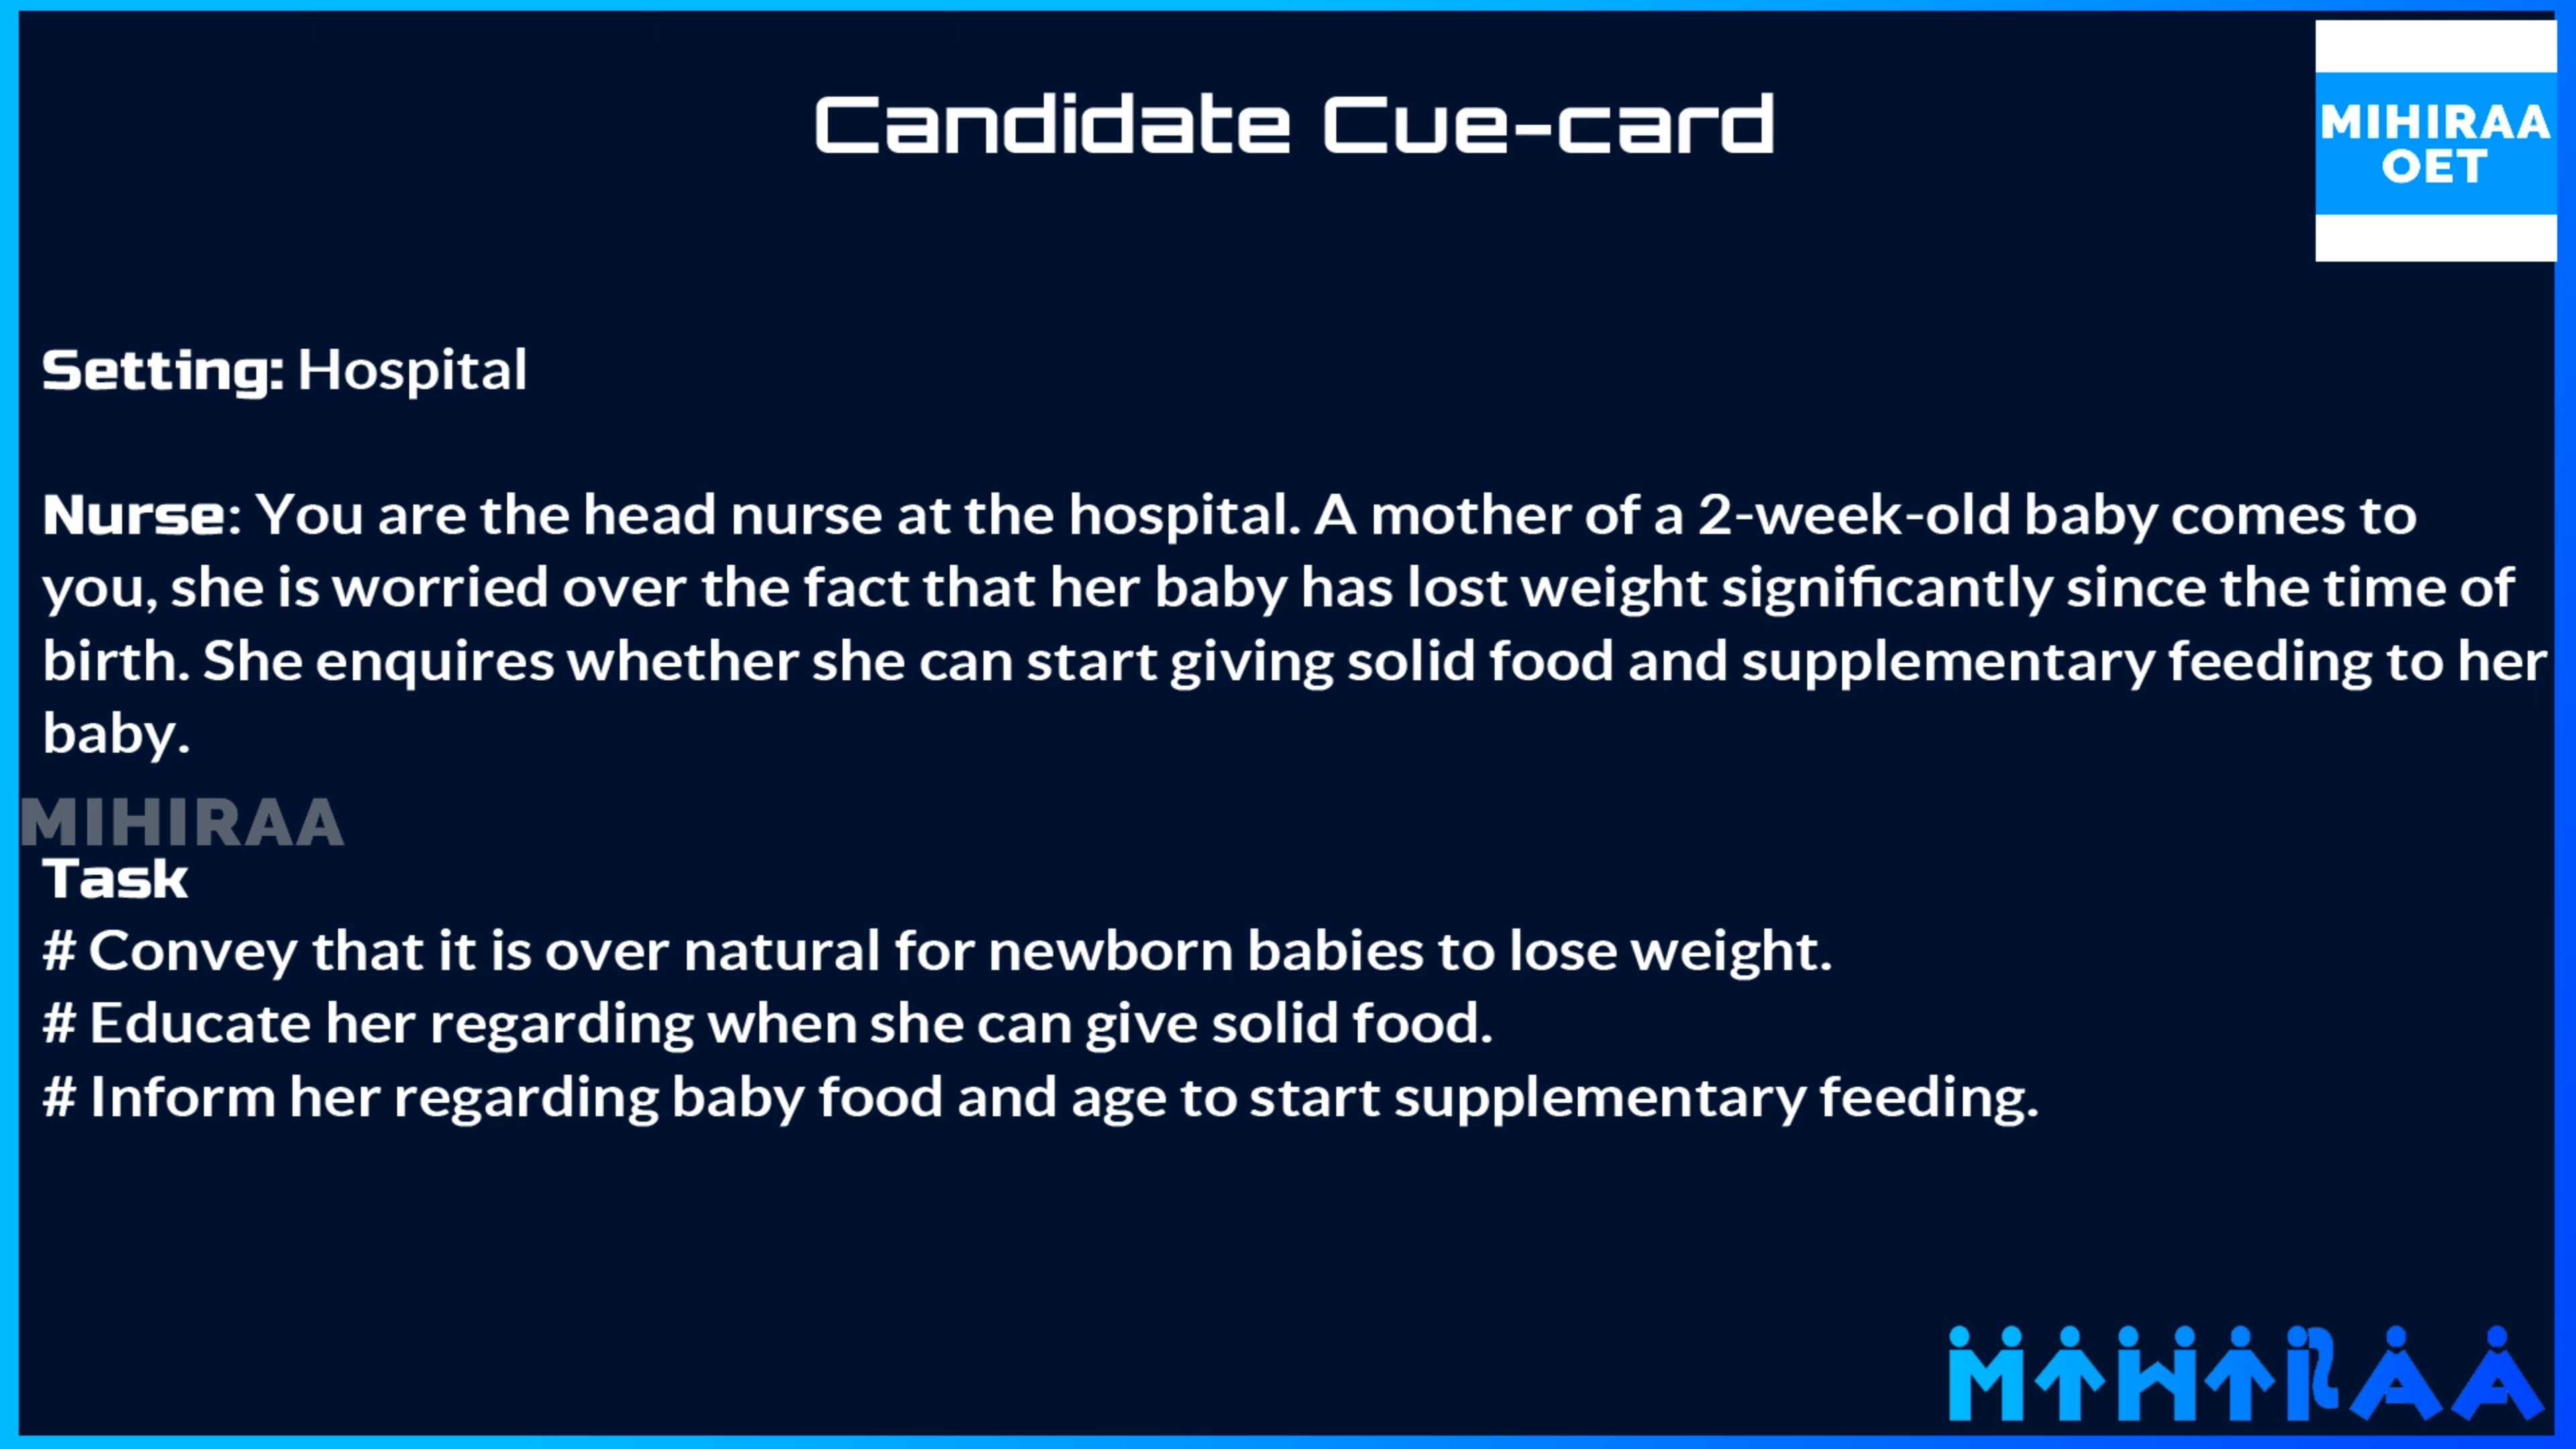 Candidate Cue-card
MIHIRAA
OET
Setting: Hospital
Nurse: You are the head nurse at the hospital. A mother of a 2-week-old baby comes to
you, she is worried over the fact that her baby has lost weight significantly since the time of
birth. She enquires whether she can start giving solid food and supplementary feeding to her
baby.
MIHIRAA
Task
# Convey that it is over natural for newborn babies to lose weight.
# Educate her regarding when she can give solid food.
# Inform her regarding baby food and age to start supplementary feeding.
MIHIRAA